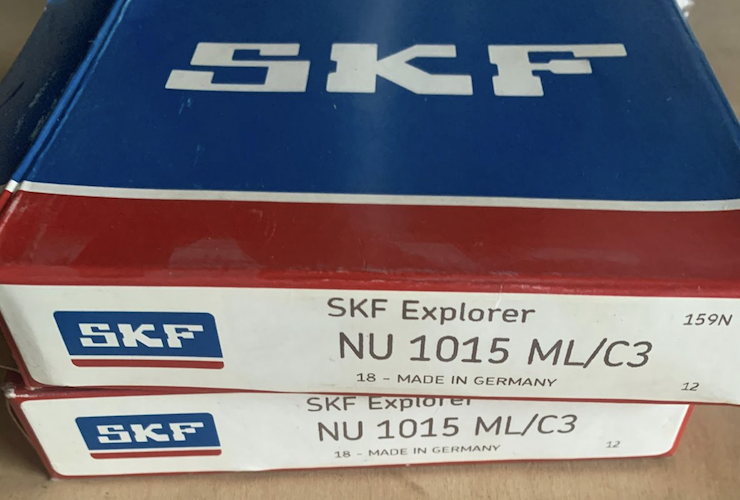 SKF
SKF
SKF Explorer
159N
NU 1015 ML/C3
18 - MADE IN GERMANY
12
SKF
SKF Explorer
NU 1015 ML/C3
18 - MADE IN GERMANY
12